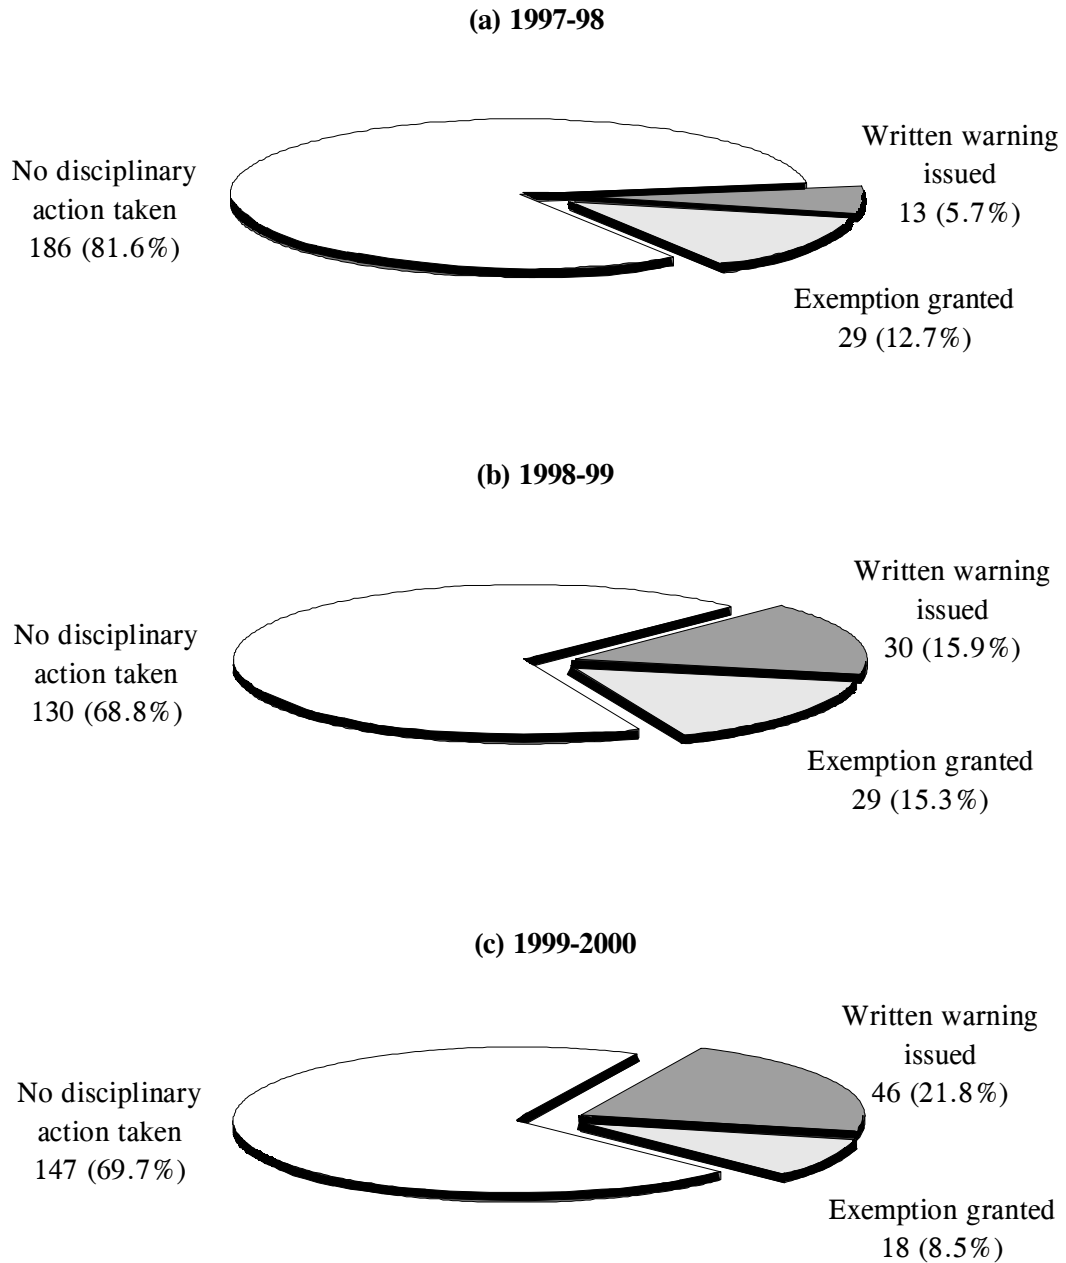 (a) 1997-98
No disciplinary
action taken
186 (81.6%)
Written warning
issued
13 (5.7%)
Exemption granted
29 (12.7%)
(b) 1998-99
No disciplinary
action taken
130 (68.8%)
Written warning
issued
30 (15.9%)
Exemption granted
29 (15.3%)
(c) 1999-2000
No disciplinary
action taken
147 (69.7%)
Written warning
issued
46 (21.8%)
Exemption granted
18 (8.5%)